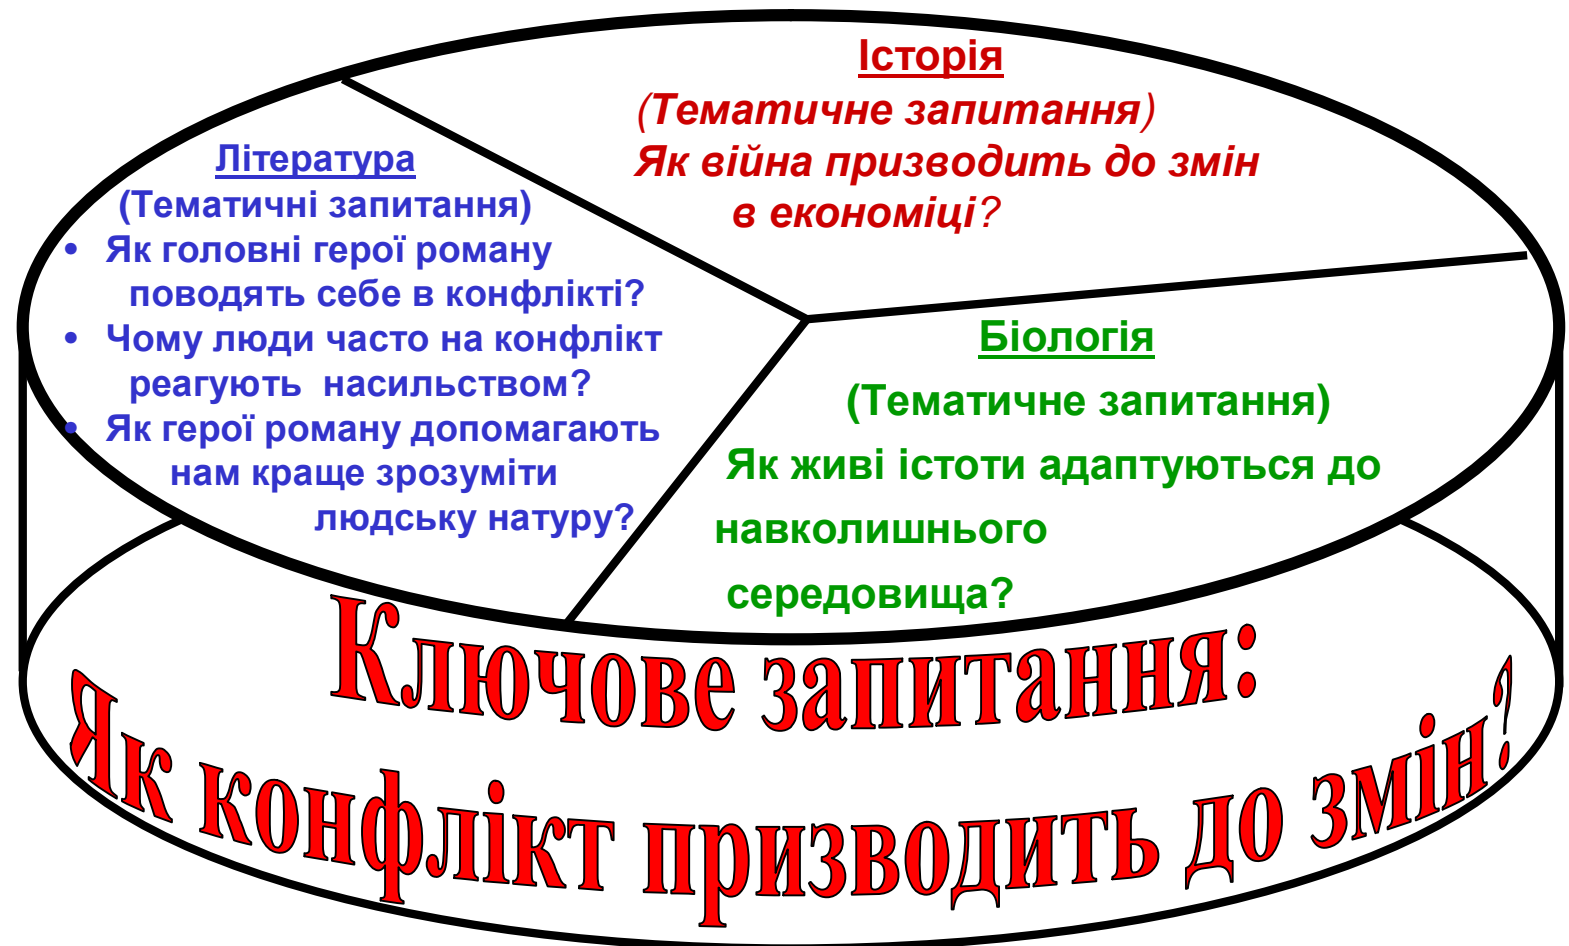 Історія
(Тематичне запитання)
Як війна призводить до змін
в економіці?
Література
(Тематичні запитання)
• Як головні герої роману
поводять себе в конфлікті?
• Чому люди часто на конфлікт
реагують насильством?
• Як герої роману допомагають
нам краще зрозуміти
людську натуру?
Біологія
(Тематичне запитання)
Як живі істоти адаптуються до
навколишнього
середовища?
Ключове запитання:
Як конфлікт призводить до змін?